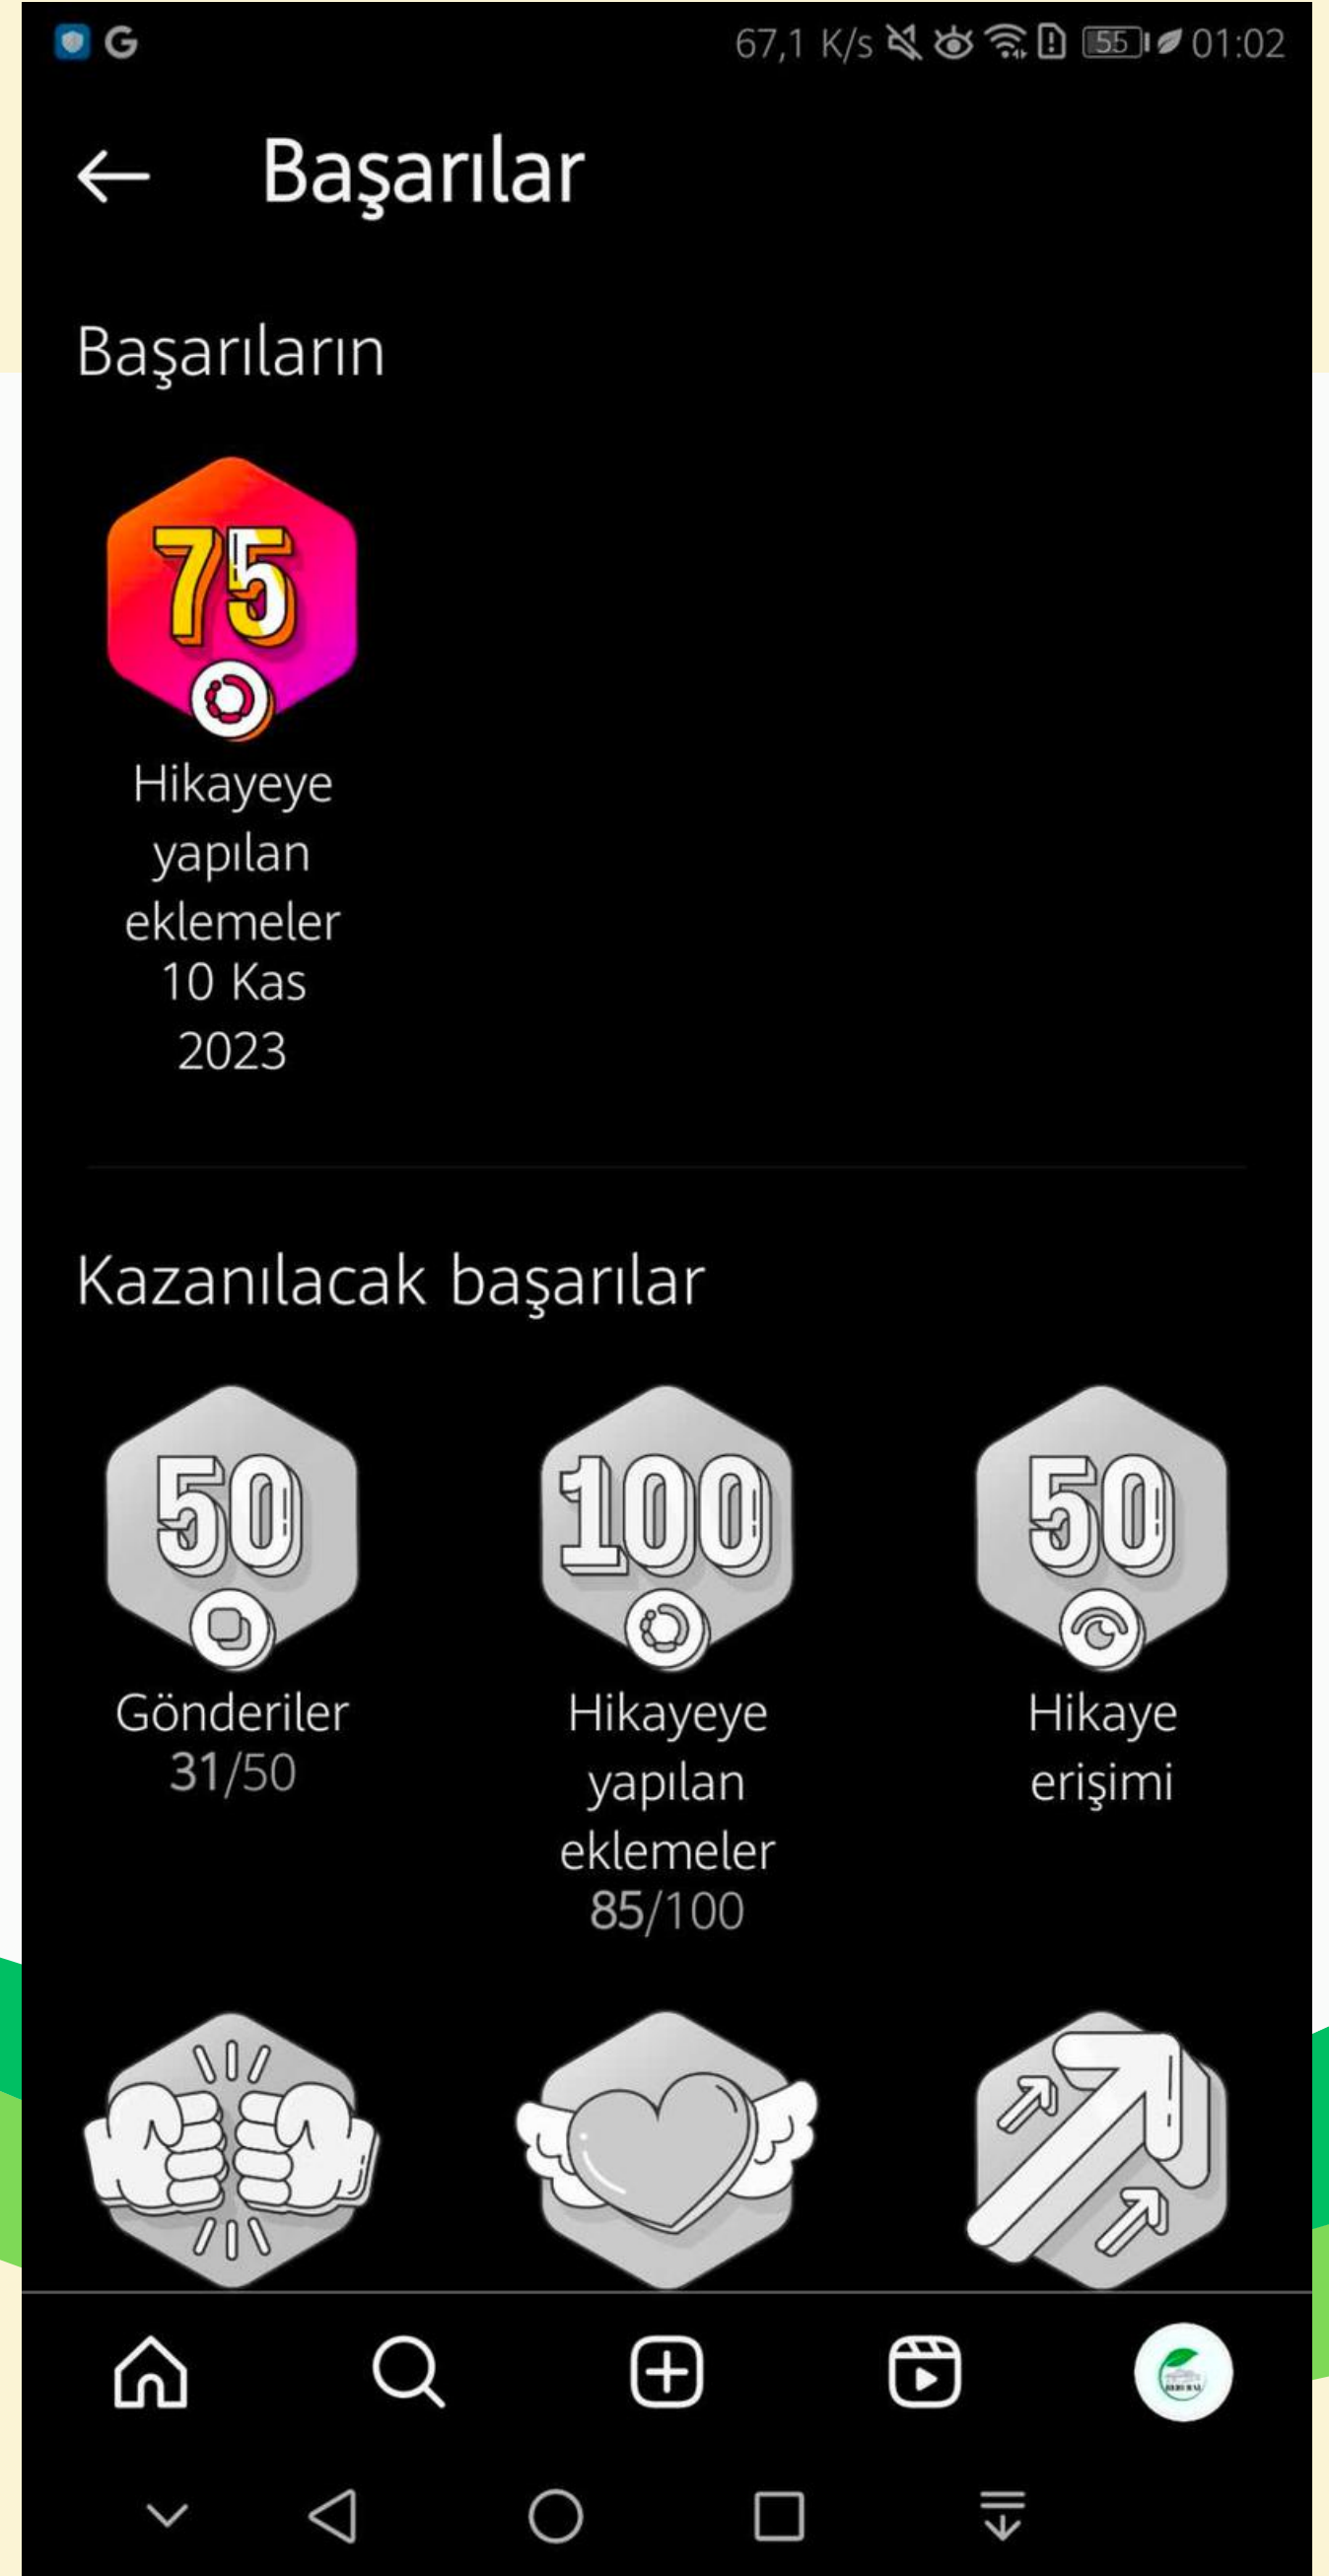 G 67,1 K/s 55 01:02
Başarılar
Başarıların
75
Hikayeye
yapılan
eklemeler
10 Kas
2023
Kazanılacak başarılar
50 100 50
Gönderiler
31/50
Hikayeye
yapılan
eklemeler
85/100
Hikaye
erişimi